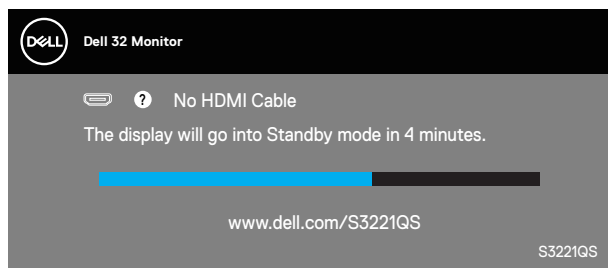 DELL
Dell 32 Monitor
? No HDMI Cable
The display will go into Standby mode in 4 minutes.
www.dell.com/S3221QS
S3221QS